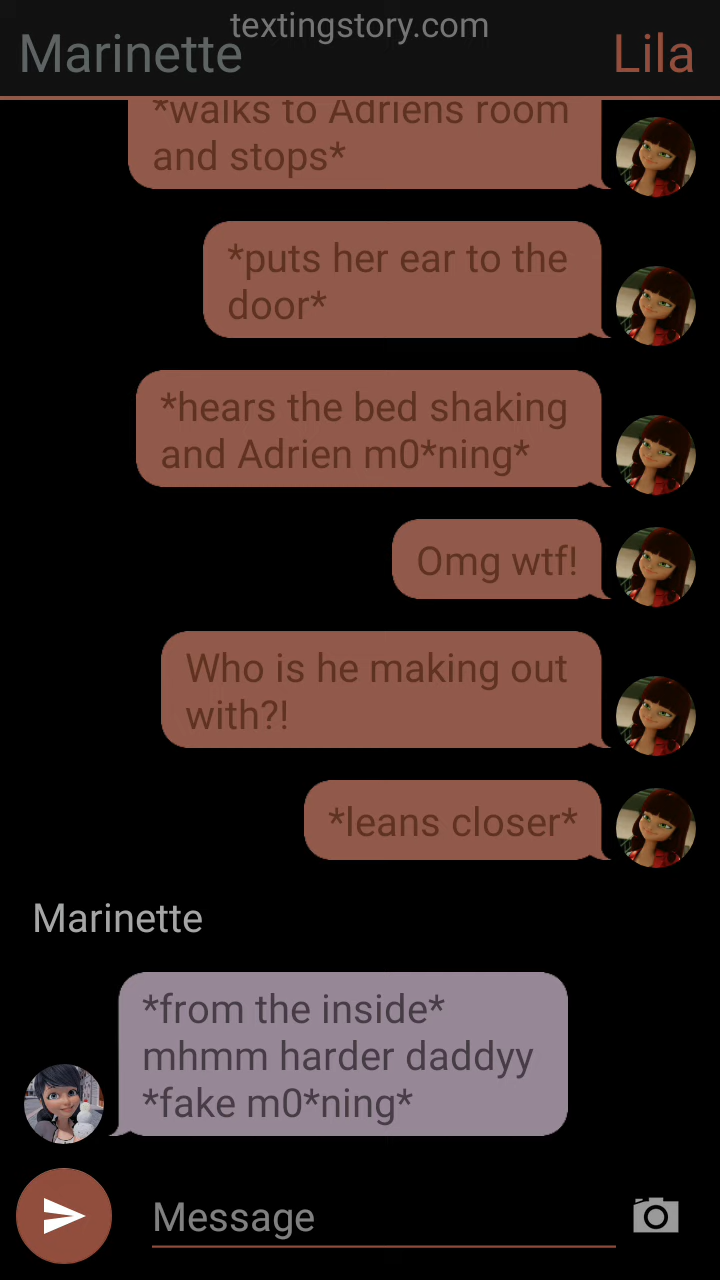 textingstory.com
Marinette
Lila
*walks to Adriens room
and stops*
*puts her ear to the
door*
*hears the bed shaking
and Adrien m0*ning*
Omg wtf!
Who is he making out
with?!
*leans closer*
Marinette
*from the inside*
mhmm harder daddyy
*fake m0*ning*
Message